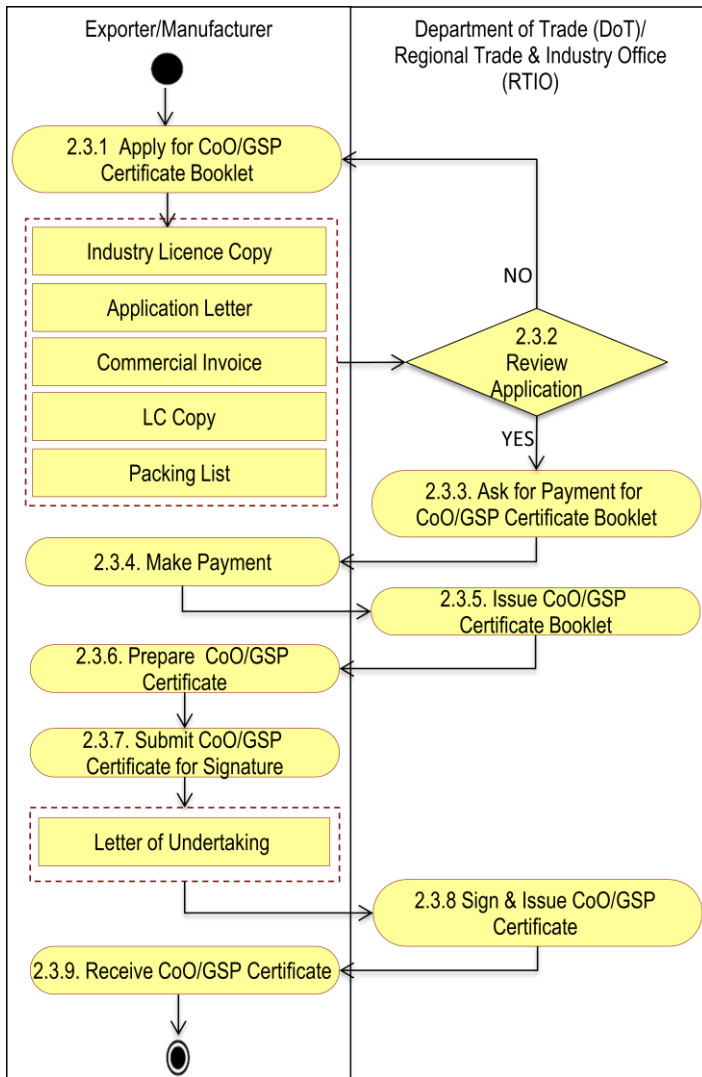 Exporter/Manufacturer
Department of Trade (DoT)/
Regional Trade & Industry Office
(RTIO)
2.3.1 Apply for CoO/GSP
Certificate Booklet
Industry Licence Copy
Application Letter
Commercial Invoice
LC Copy
Packing List
NO
2.3.2
Review
Application
YES
2.3.3. Ask for Payment for
CoO/GSP Certificate Booklet
2.3.4. Make Payment
2.3.5. Issue CoO/GSP
Certificate Booklet
2.3.6. Prepare CoO/GSP
Certificate
2.3.7. Submit CoO/GSP
Certificate for Signature
Letter of Undertaking
2.3.8 Sign & Issue CoO/GSP
Certificate
2.3.9. Receive CoO/GSP Certificate